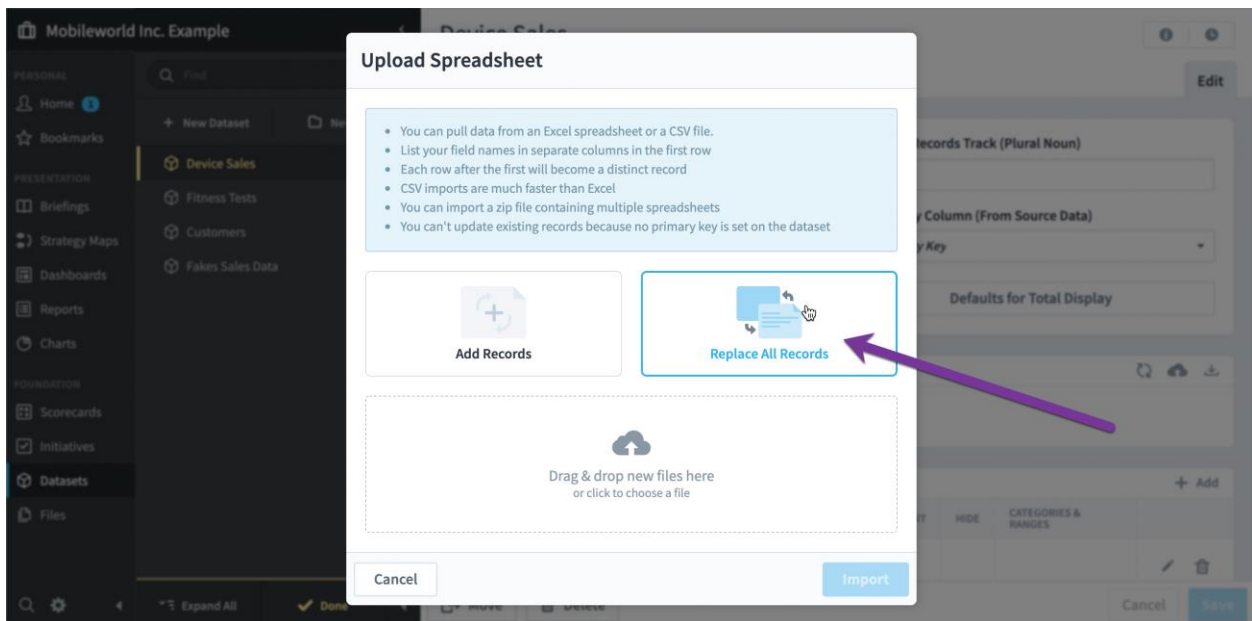 Mobileworld Inc. Example
PERSONAL
Home 1
Bookmarks
PRESENTATION
Briefings
Strategy Maps
Dashboards
Reports
Charts
FOUNDATION
Scorecards
Initiatives
Datasets
Files
Find
+ New Dataset
Ne
Device Sales
Fitness Tests
Customers
Fakes Sales Data
Expand All
Done
Device Sales
Edit
Records Track (Plural Noun)
y Column (From Source Data)
y Key
Defaults for Total Display
+ Add
HIDE
CATEGORIES &
RANGES
Move
Delete
Cancel
Save
Upload Spreadsheet
• You can pull data from an Excel spreadsheet or a CSV file.
• List your field names in separate columns in the first row
• Each row after the first will become a distinct record
• CSV imports are much faster than Excel
• You can import a zip file containing multiple spreadsheets
• You can't update existing records because no primary key is set on the dataset
Add Records
Replace All Records
Drag & drop new files here
or click to choose a file
Cancel
Import